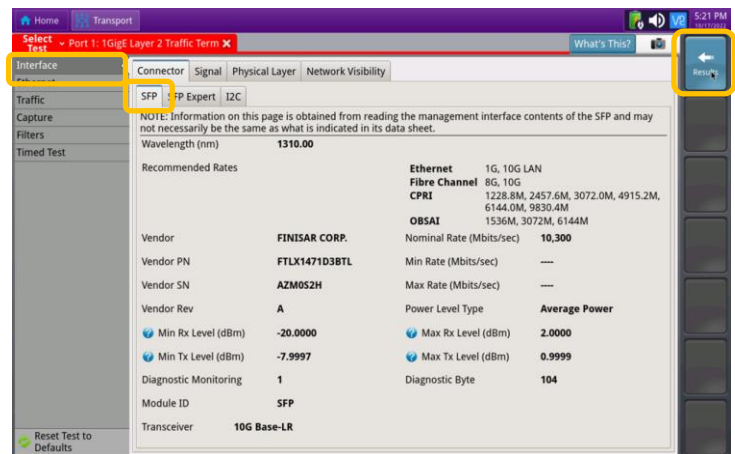 Home Transport 5:21 PM
10/17/2022
Select Test Port 1: 1GigE Layer 2 Traffic Term What's This?
Results
Interface
Connector Signal Physical Layer Network Visibility
Ethernet
SFP SFP Expert I2C
Traffic
Capture
Filters
Timed Test
NOTE: Information on this page is obtained from reading the management interface contents of the SFP and may
not necessarily be the same as what is indicated in its data sheet.
Wavelength (nm) 1310.00
Recommended Rates Ethernet 1G, 10G LAN
Fibre Channel 8G, 10G
CPRI 1228.8M, 2457.6M, 3072.0M, 4915.2M,
6144.0M, 9830.4M
OBSAI 1536M, 3072M, 6144M
Vendor FINISAR CORP. Nominal Rate (Mbits/sec) 10,300
Vendor PN FTLX1471D3BTL Min Rate (Mbits/sec) ----
Vendor SN AZM0S2H Max Rate (Mbits/sec) ----
Vendor Rev A Power Level Type Average Power
Min Rx Level (dBm) -20.0000 Max Rx Level (dBm) 2.0000
Min Tx Level (dBm) -7.9997 Max Tx Level (dBm) 0.9999
Diagnostic Monitoring 1 Diagnostic Byte 104
Module ID SFP
Transceiver 10G Base-LR
Reset Test to
Defaults